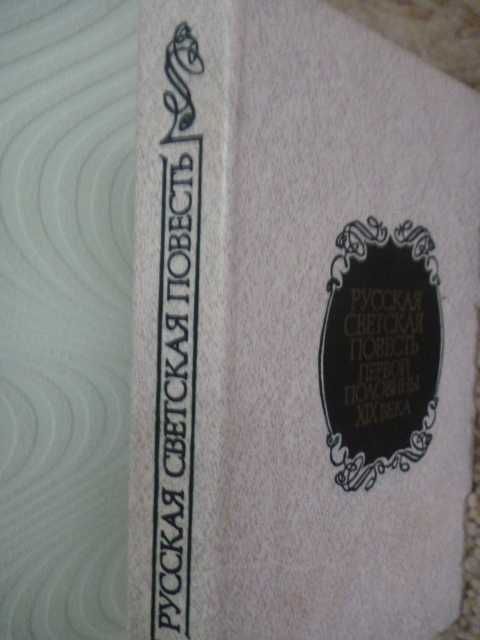 РУССКАЯ СВЕТСКАЯ ПОВЕСТЬ
РУССКАЯ
СВЕТСКАЯ
ПОВЕСТЬ
ПЕРВОЙ
ПОЛОВИНЫ
XIX ВЕКА